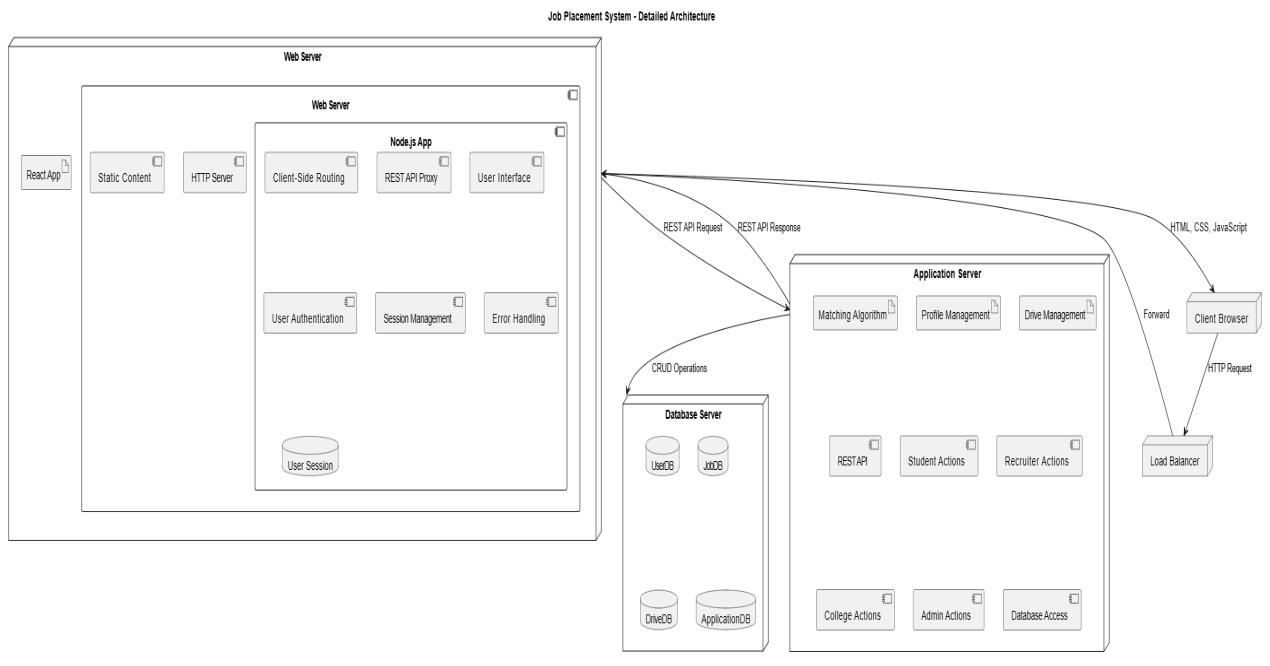 Job Placement System - Detailed Architecture
Web Server
Web Server
Node.js App
React App
Static Content
HTTP Server
Client-Side Routing
REST API Proxy
User Interface
User Authentication
Session Management
Error Handling
User Session
REST API Request
REST API Response
HTML, CSS, JavaScript
Application Server
Matching Algorithm
Profile Management
Drive Management
Client Browser
Forward
CRUD Operations
HTTP Request
Database Server
UserDB
JobDB
REST API
Student Actions
Recruiter Actions
Load Balancer
DriveDB
ApplicationDB
College Actions
Admin Actions
Database Access